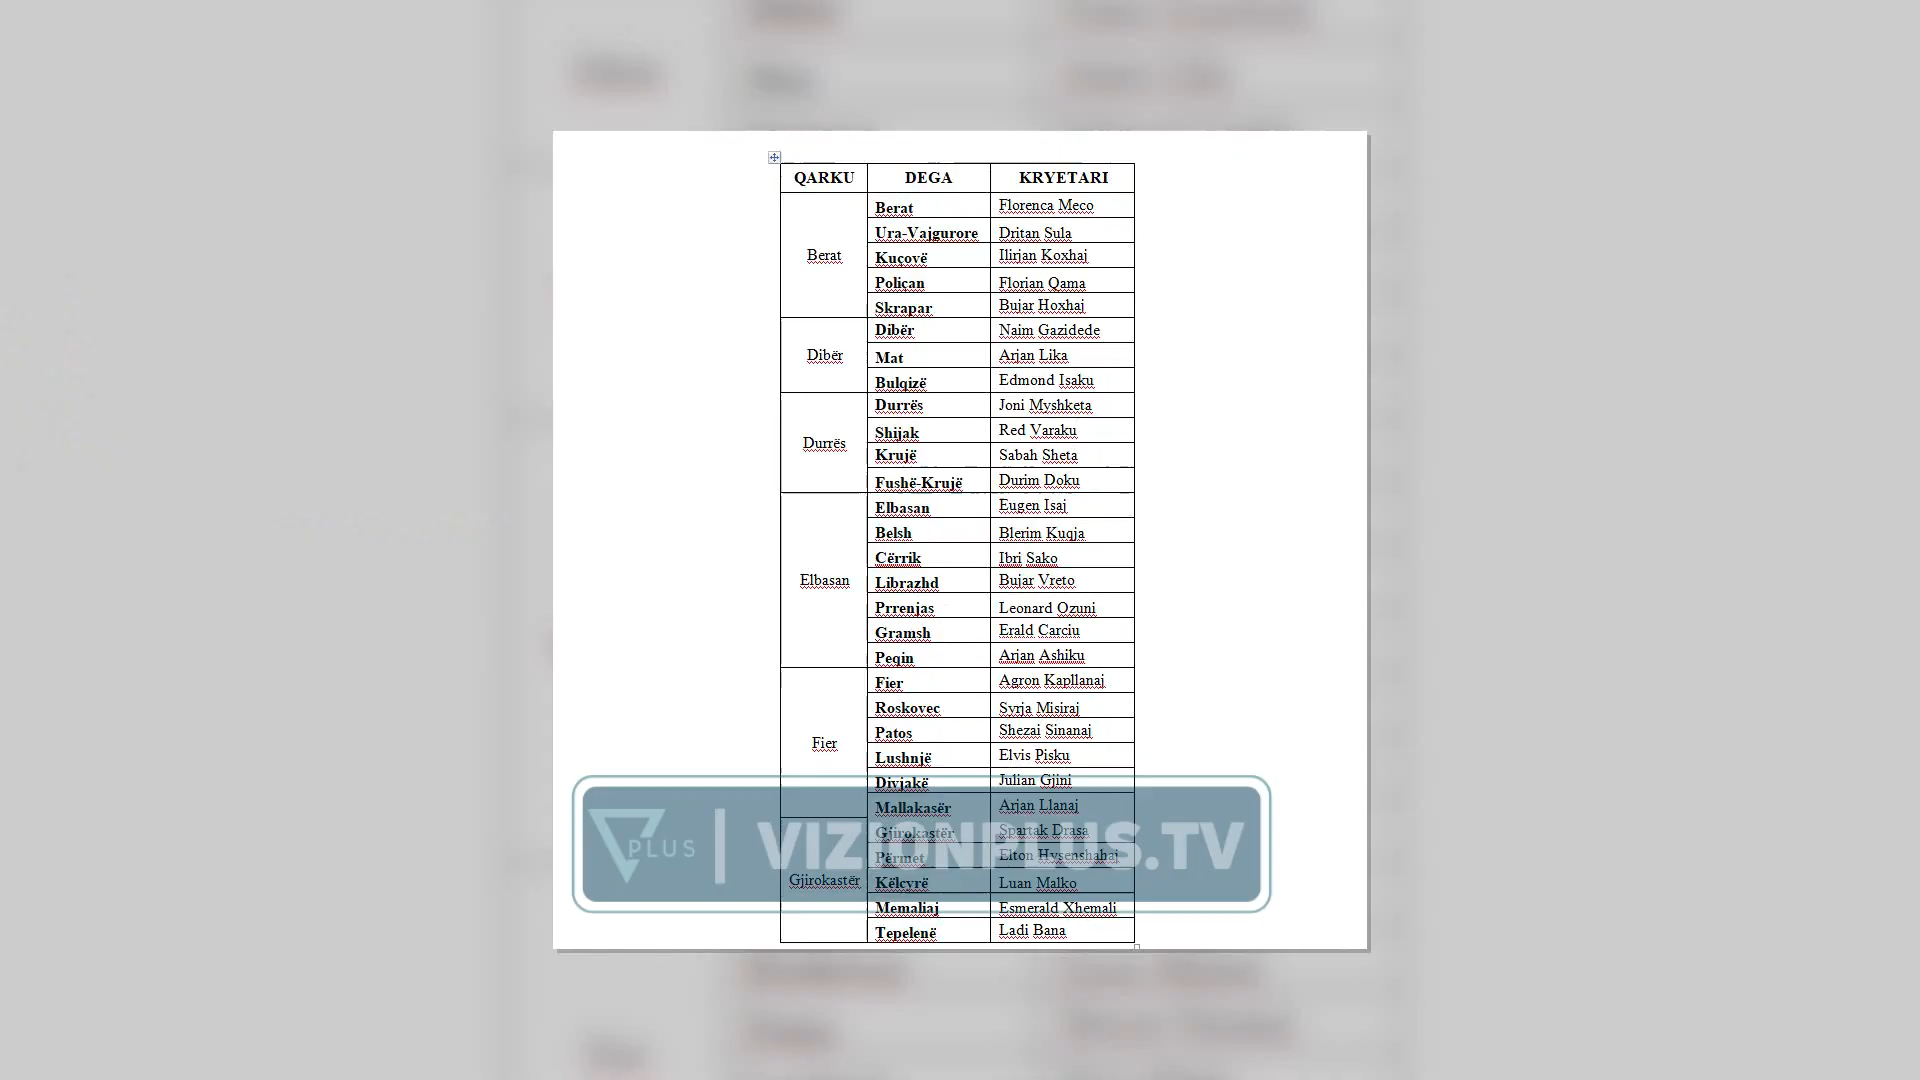 QARKU DEGA KRYETARI
Berat Florenca Meco
Ura-Vajgurore Dritan Sula
Berat Kuçovë Ilirjan Koxhaj
Poliçan Florian Qama
Skrapar Bujar Hoxhaj
Dibër Naim Gazidede
Dibër Mat Arjan Lika
Bulqizë Edmond Isaku
Durrës Joni Myshketa
Shijak Red Varaku
Durrës
Krujë Sabah Sheta
Fushë-Krujë Durim Doku
Elbasan Eugen Isaj
Belsh Blerim Kuqja
Cërrik Ibri Sako
Elbasan Librazhd Bujar Vreto
Prrenjas Leonard Ozuni
Gramsh Erald Carciu
Peqin Arjan Ashiku
Fier Agron Kapllanaj
Roskovec Syrja Misiraj
Patos Shezai Sinanaj
Fier
Lushnjë Elvis Pisku
Divjakë Julian Gjini
Mallakasër Arjan Llanaj
Gjirokastër Spartak Drasa
Përmet Elton Hysenshahaj
Gjirokastër Këlcyrë Luan Malko
Memaliaj Esmerald Xhemali
Tepelenë Ladi Bana
PLUS | VIZIONPLUS.TV